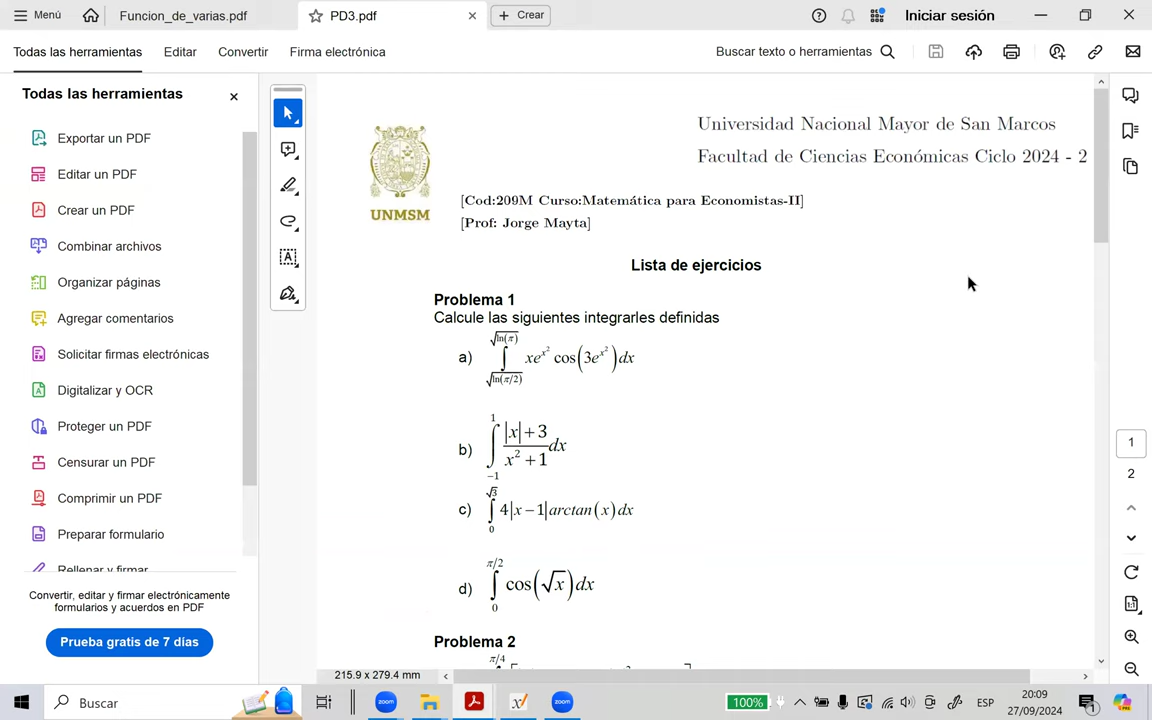 Menú
Funcion_de_varias.pdf
PD3.pdf
Crear
Iniciar sesión
Todas las herramientas
Editar
Convertir
Firma electrónica
Buscar texto o herramientas
Todas las herramientas
Exportar un PDF
Editar un PDF
Crear un PDF
Combinar archivos
Organizar páginas
Agregar comentarios
Solicitar firmas electrónicas
Digitalizar y OCR
Proteger un PDF
Censurar un PDF
Comprimir un PDF
Preparar formulario
Rellenar y firmar
Convertir, editar y firmar electrónicamente
formularios y acuerdos en PDF
Prueba gratis de 7 días
UNMSM
Universidad Nacional Mayor de San Marcos
Facultad de Ciencias Económicas Ciclo 2024 - 2
[Cod:209M Curso:Matemática para Economistas-II]
[Prof: Jorge Mayta]
Lista de ejercicios
Problema 1
Calcule las siguientes integrarles definidas
a) ∫_{√ln(π/2)}^{√ln(π)} xe^{x²} cos(3e^{x²})dx
b) ∫_{−1}^{1} (|x|+3)/(x²+1) dx
c) ∫_{0}^{√3} 4|x−1|arctan(x)dx
d) ∫_{0}^{π/2} cos(√x)dx
Problema 2
π/4
1
2
215.9 x 279.4 mm
Buscar
zoom
zoom
100%
ESP
20:09
27/09/2024
1